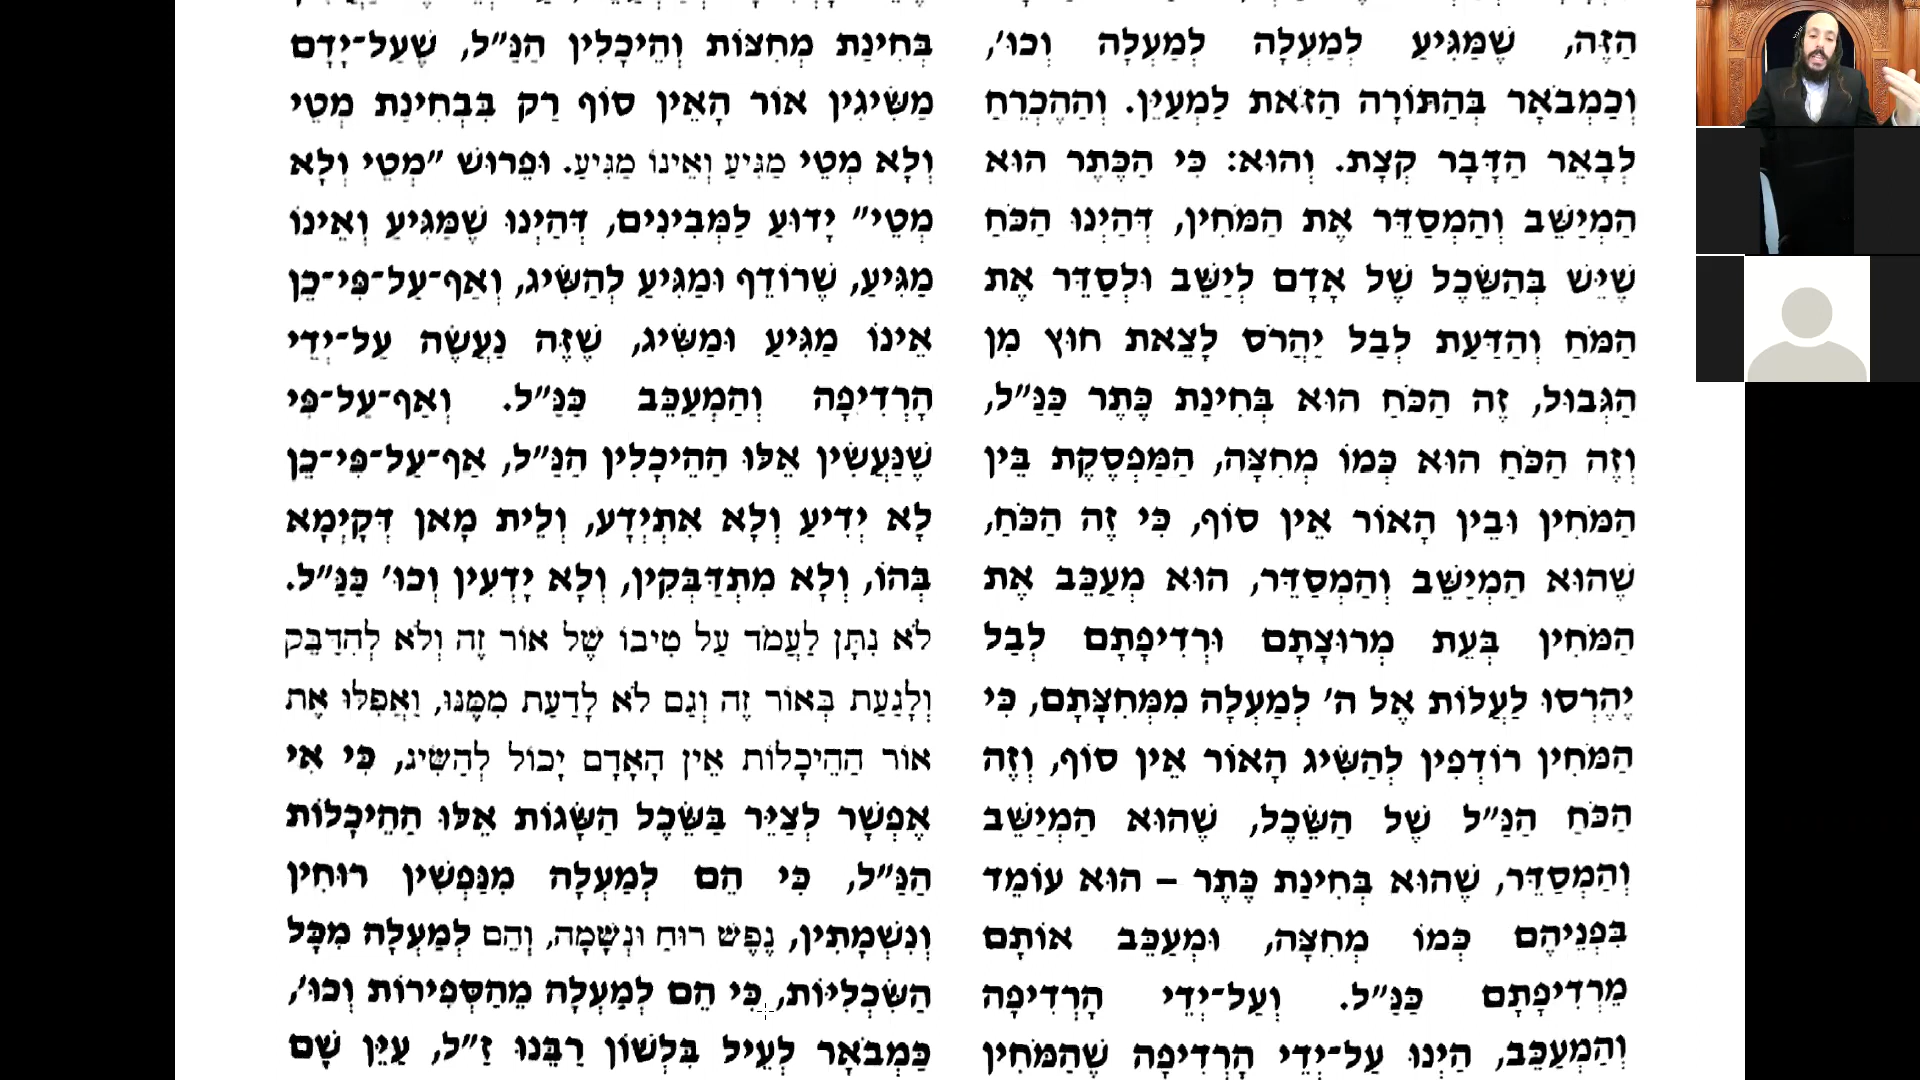 הַזֶּה, שֶׁמַּגִּיעַ לְמַעְלָה לְמַעְלָה וְכוּ',
וְכַמְבֹאָר בְּהַתּוֹרָה הַזֹּאת לַמְעַיֵּן. וְהַהֶכְרֵחַ
לְבָאֵר הַדָּבָר קְצָת. וְהוּא: כִּי הַכֶּתֶר הוּא
הַמְיַשֵּׁב וְהַמְסַדֵּר אֶת הַמֹּחִין, דְּהַיְנוּ הַכֹּחַ
שֶׁיֵּשׁ בְּהַשֵּׂכֶל שֶׁל אָדָם לְיַשֵּׁב וּלְסַדֵּר אֶת
הַמֹּחַ וְהַדַּעַת לְבַל יַהֲרֹס לָצֵאת חוּץ מִן
הַגְּבוּל, זֶה הַכֹּחַ הוּא בְּחִינַת כֶּתֶר כַּנַּ"ל,
וְזֶה הַכֹּחַ הוּא כְּמוֹ מְחִצָּה, הַמַּפְסֶקֶת בֵּין
הַמֹּחִין וּבֵין הָאוֹר אֵין סוֹף, כִּי זֶה הַכֹּחַ,
שֶׁהוּא הַמְיַשֵּׁב וְהַמְסַדֵּר, הוּא מְעַכֵּב אֶת
הַמֹּחִין בְּעֵת מְרוּצָתָם וּרְדִיפָתָם לְבַל
יֶהֶרְסוּ לַעֲלוֹת אֶל ה' לְמַעְלָה מִמְּחִצָּתָם, כִּי
הַמֹּחִין רוֹדְפִין לְהַשִּׂיג הָאוֹר אֵין סוֹף, וְזֶה
הַכֹּחַ הַנַּ"ל שֶׁל הַשֵּׂכֶל, שֶׁהוּא הַמְיַשֵּׁב
וְהַמְסַדֵּר, שֶׁהוּא בְּחִינַת כֶּתֶר – הוּא עוֹמֵד
בִּפְנֵיהֶם כְּמוֹ מְחִצָּה, וּמְעַכֵּב אוֹתָם
מֵרְדִיפָתָם כַּנַּ"ל. וְעַל־יְדֵי הָרְדִיפָה
וְהַמְעַכֵּב, הַיְנוּ עַל־יְדֵי הָרְדִיפָה שֶׁהַמֹּחִין
בְּחִינַת מְחִצוֹת וְהֵיכָלִין הַנַּ"ל, שֶׁעַל־יָדָם
מַשִּׂיגִין אוֹר הָאֵין סוֹף רַק בִּבְחִינַת מְטֵי
וְלָא מְטֵי מַגִּיעַ וְאֵינוֹ מַגִּיעַ. וּפֵרוּשׁ "מְטֵי וְלָא
מְטֵי" יָדוּעַ לַמְּבִינִים, דְּהַיְנוּ שֶׁמַּגִּיעַ וְאֵינוֹ
מַגִּיעַ, שֶׁרוֹדֵף וּמַגִּיעַ לְהַשִּׂיג, וְאַף־עַל־פִּי־כֵן
אֵינוֹ מַגִּיעַ וּמַשִּׂיג, שֶׁזֶּה נַעֲשֶׂה עַל־יְדֵי
הָרְדִיפָה וְהַמְעַכֵּב כַּנַּ"ל. וְאַף־עַל־פִּי
שֶׁנַּעֲשִׂין אֵלּוּ הַהֵיכָלִין הַנַּ"ל, אַף־עַל־פִּי־כֵן
לָא יְדִיעַ וְלָא אִתְיְדָע, וְלֵית מָאן דְּקָיְמָא
בְּהוֹ, וְלָא מִתְדַּבְּקִין, וְלָא יָדְעִין וְכוּ' כַּנַּ"ל.
לֹא נִתָּן לַעֲמֹד עַל טִיבוֹ שֶׁל אוֹר זֶה וְלֹא לְהִדַּבֵּק
וְלָגַעַת בְּאוֹר זֶה וְגַם לֹא לָדַעַת מִמֶּנּוּ, וַאֲפִלּוּ אֶת
אוֹר הַהֵיכָלוֹת אֵין הָאָדָם יָכוֹל לְהַשִּׂיג, כִּי אִי
אֶפְשָׁר לְצַיֵּר בַּשֵּׂכֶל הַשָּׂגוֹת אֵלּוּ הַהֵיכָלוֹת
הַנַּ"ל, כִּי הֵם לְמַעְלָה מִנַּפְשִׁין רוּחִין
וְנִשְׁמָתִין, נֶפֶשׁ רוּחַ וּנְשָׁמָה, וְהֵם לְמַעְלָה מִכָּל
הַשִּׂכְלִיּוּת, כִּי הֵם לְמַעְלָה מֵהַסְּפִירוֹת וְכוּ',
כַּמְבֹאָר לְעֵיל בִּלְשׁוֹן רַבֵּנוּ זַ"ל, עַיֵּן שָׁם